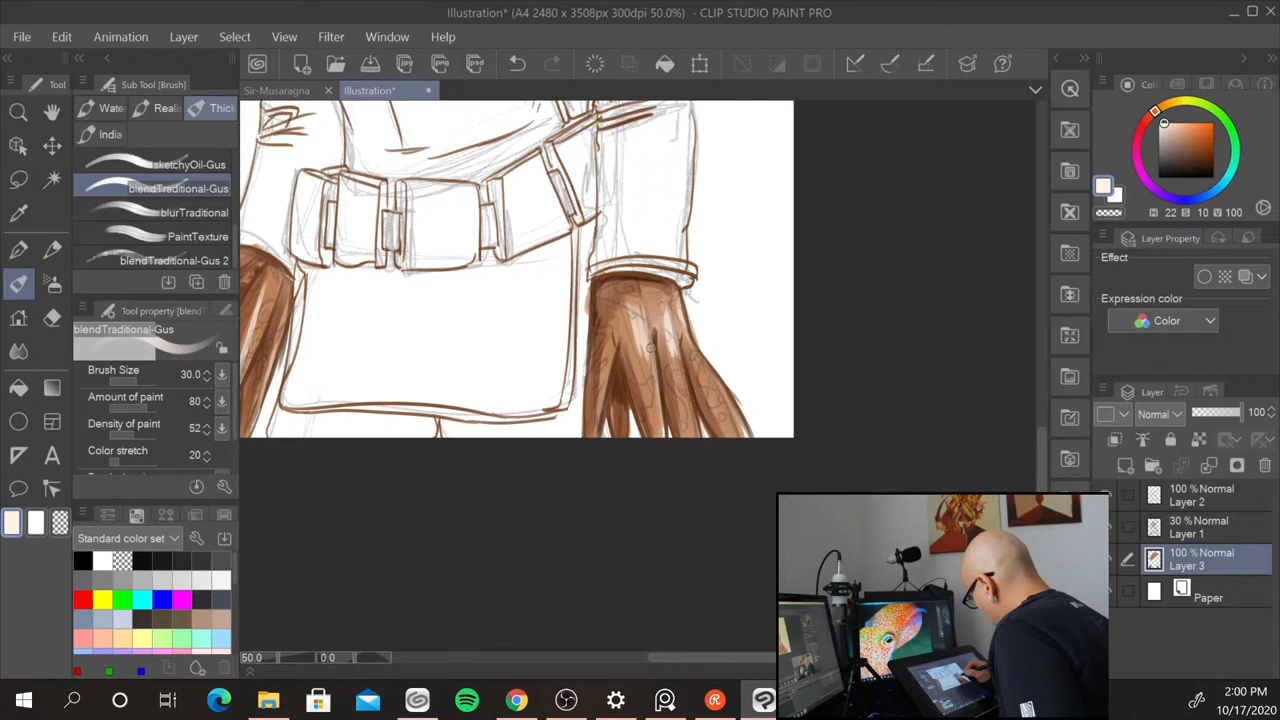 Illustration* (A4 2480 x 3508px 300dpi 50.0%) - CLIP STUDIO PAINT PRO
File Edit Animation Layer Select View Filter Window Help
Tool
Sub Tool [Brush]
Sir-Musaragna
Illustration*
Wate
Reali
Thick
India
sketchyOil-Gus
blendTraditional-Gus
blurTraditional
PaintTexture
blendTraditional-Gus 2
Tool property [blend
blendTraditional-Gus
Brush Size 30.0
Amount of paint 80
Density of paint 52
Color stretch 20
Standard color set
50.0
0.0
Col
H 22 S 10 V 100
Layer Property
Effect
Expression color
Color
Layer
Normal
100
100 % Normal
Layer 2
30 % Normal
Layer 1
100 % Normal
Layer 3
Paper
2:00 PM
10/17/2020